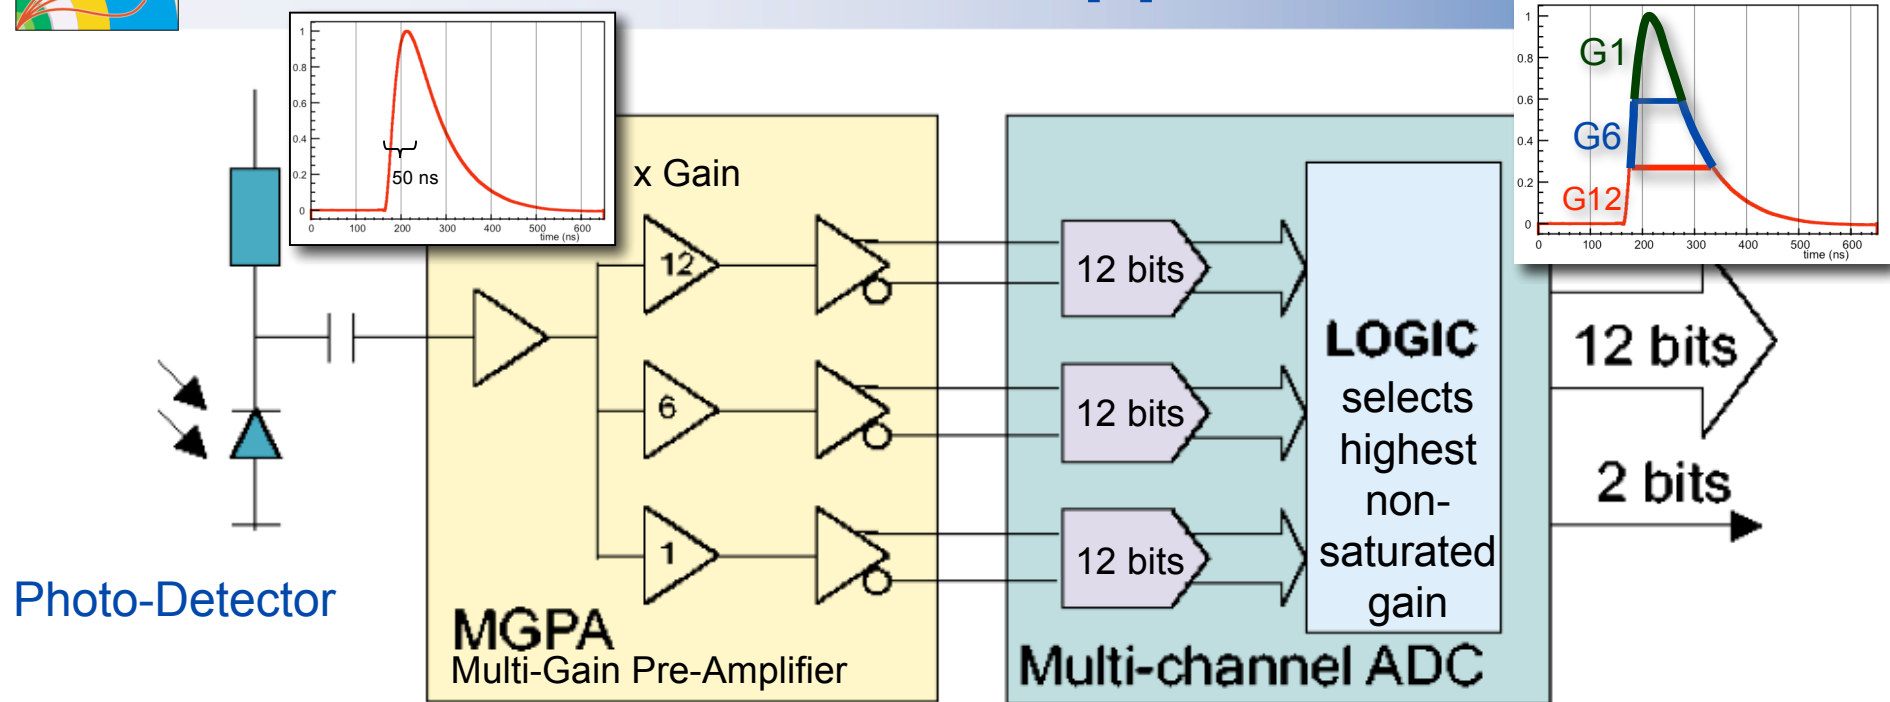 1
0.8
0.6
0.4
0.2
0
50 ns
0 100 200 300 400 500 600
time (ns)
1
0.8
0.6
0.4
0.2
0
G1
G6
G12
0 100 200 300 400 500 600
time (ns)
x Gain
12
6
1
MGPA
Multi-Gain Pre-Amplifier
Photo-Detector
12 bits
12 bits
12 bits
LOGIC
selects
highest
non-
saturated
gain
Multi-channel ADC
12 bits
2 bits